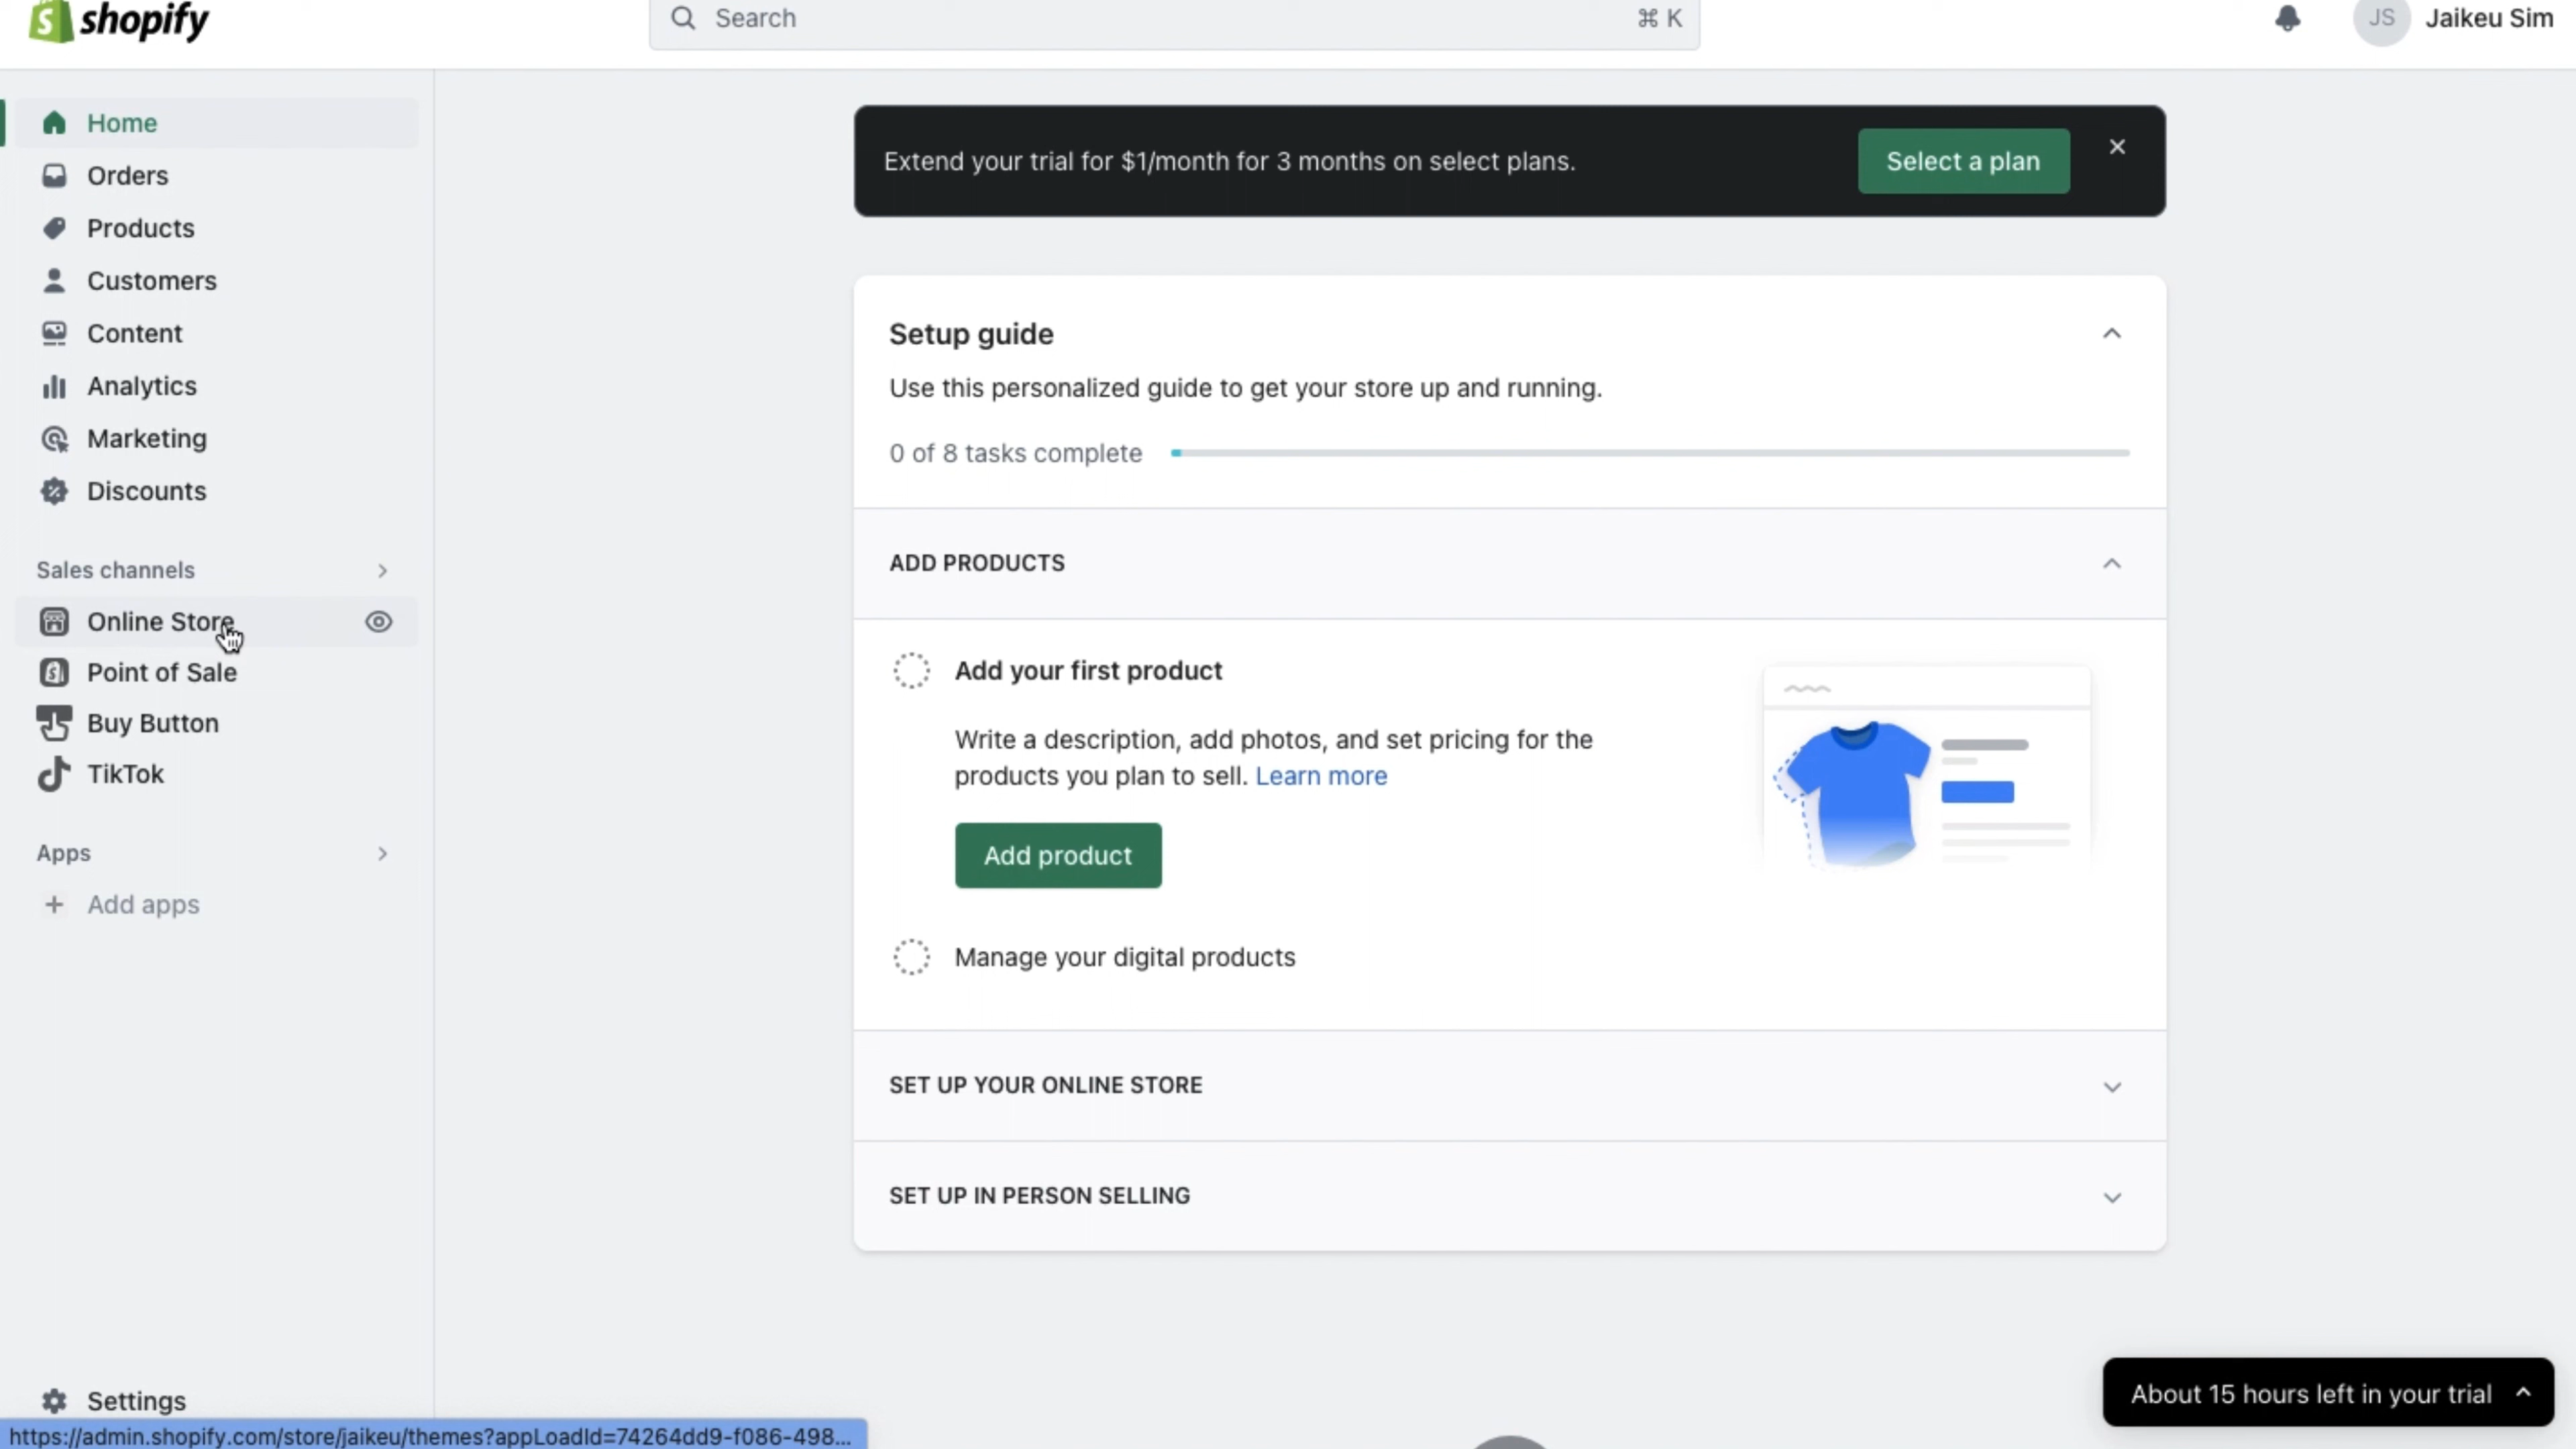 shopify
Search
⌘ K
JS
Jaikeu Sim
Home
Orders
Products
Customers
Content
Analytics
Marketing
Discounts
Sales channels
Online Store
Point of Sale
Buy Button
TikTok
Apps
Add apps
Settings
Extend your trial for $1/month for 3 months on select plans.
Select a plan
Setup guide
Use this personalized guide to get your store up and running.
0 of 8 tasks complete
ADD PRODUCTS
Add your first product
Write a description, add photos, and set pricing for the
products you plan to sell. Learn more
Add product
Manage your digital products
SET UP YOUR ONLINE STORE
SET UP IN PERSON SELLING
About 15 hours left in your trial
https://admin.shopify.com/store/jaikeu/themes?appLoadId=74264dd9-f086-498...